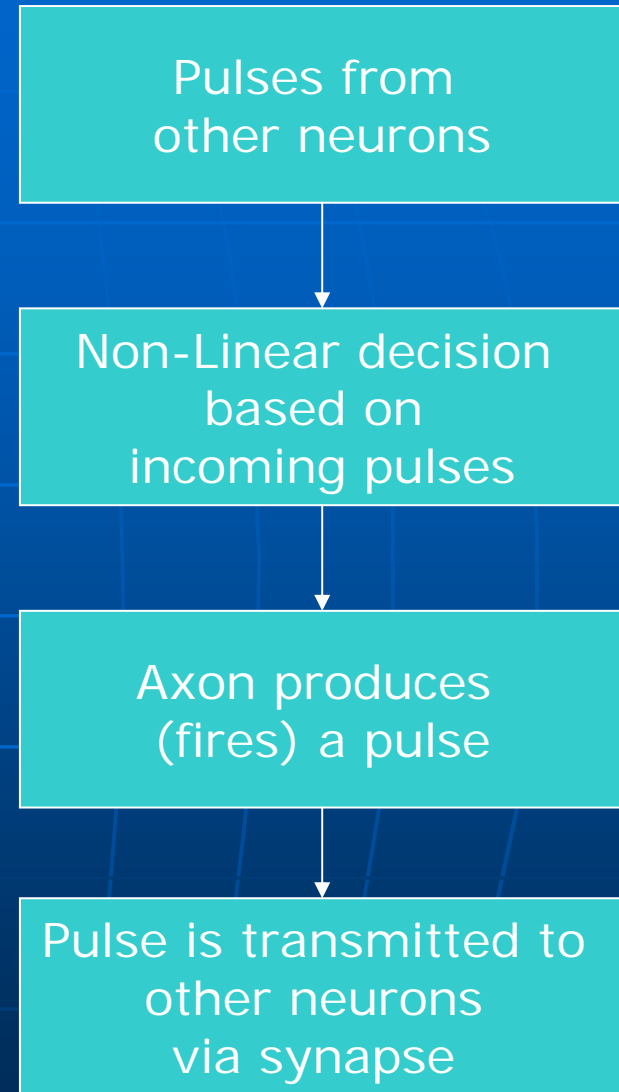 Pulses from
other neurons
Non-Linear decision
based on
incoming pulses
Axon produces
(fires) a pulse
Pulse is transmitted to
other neurons
via synapse